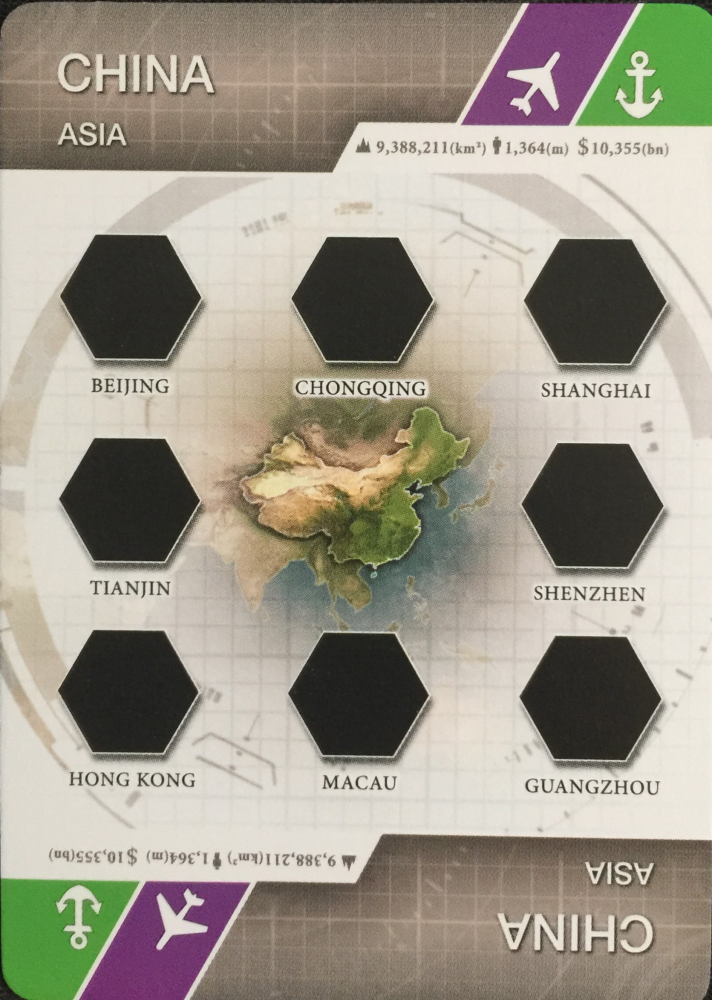 CHINA
ASIA
9,388,211(km²) 1,364(m) $10,355(bn)
BEIJING CHONGQING SHANGHAI
TIANJIN SHENZHEN
HONG KONG MACAU GUANGZHOU
9,388,211(km²) 1,364(m) $10,355(bn)
ASIA
CHINA